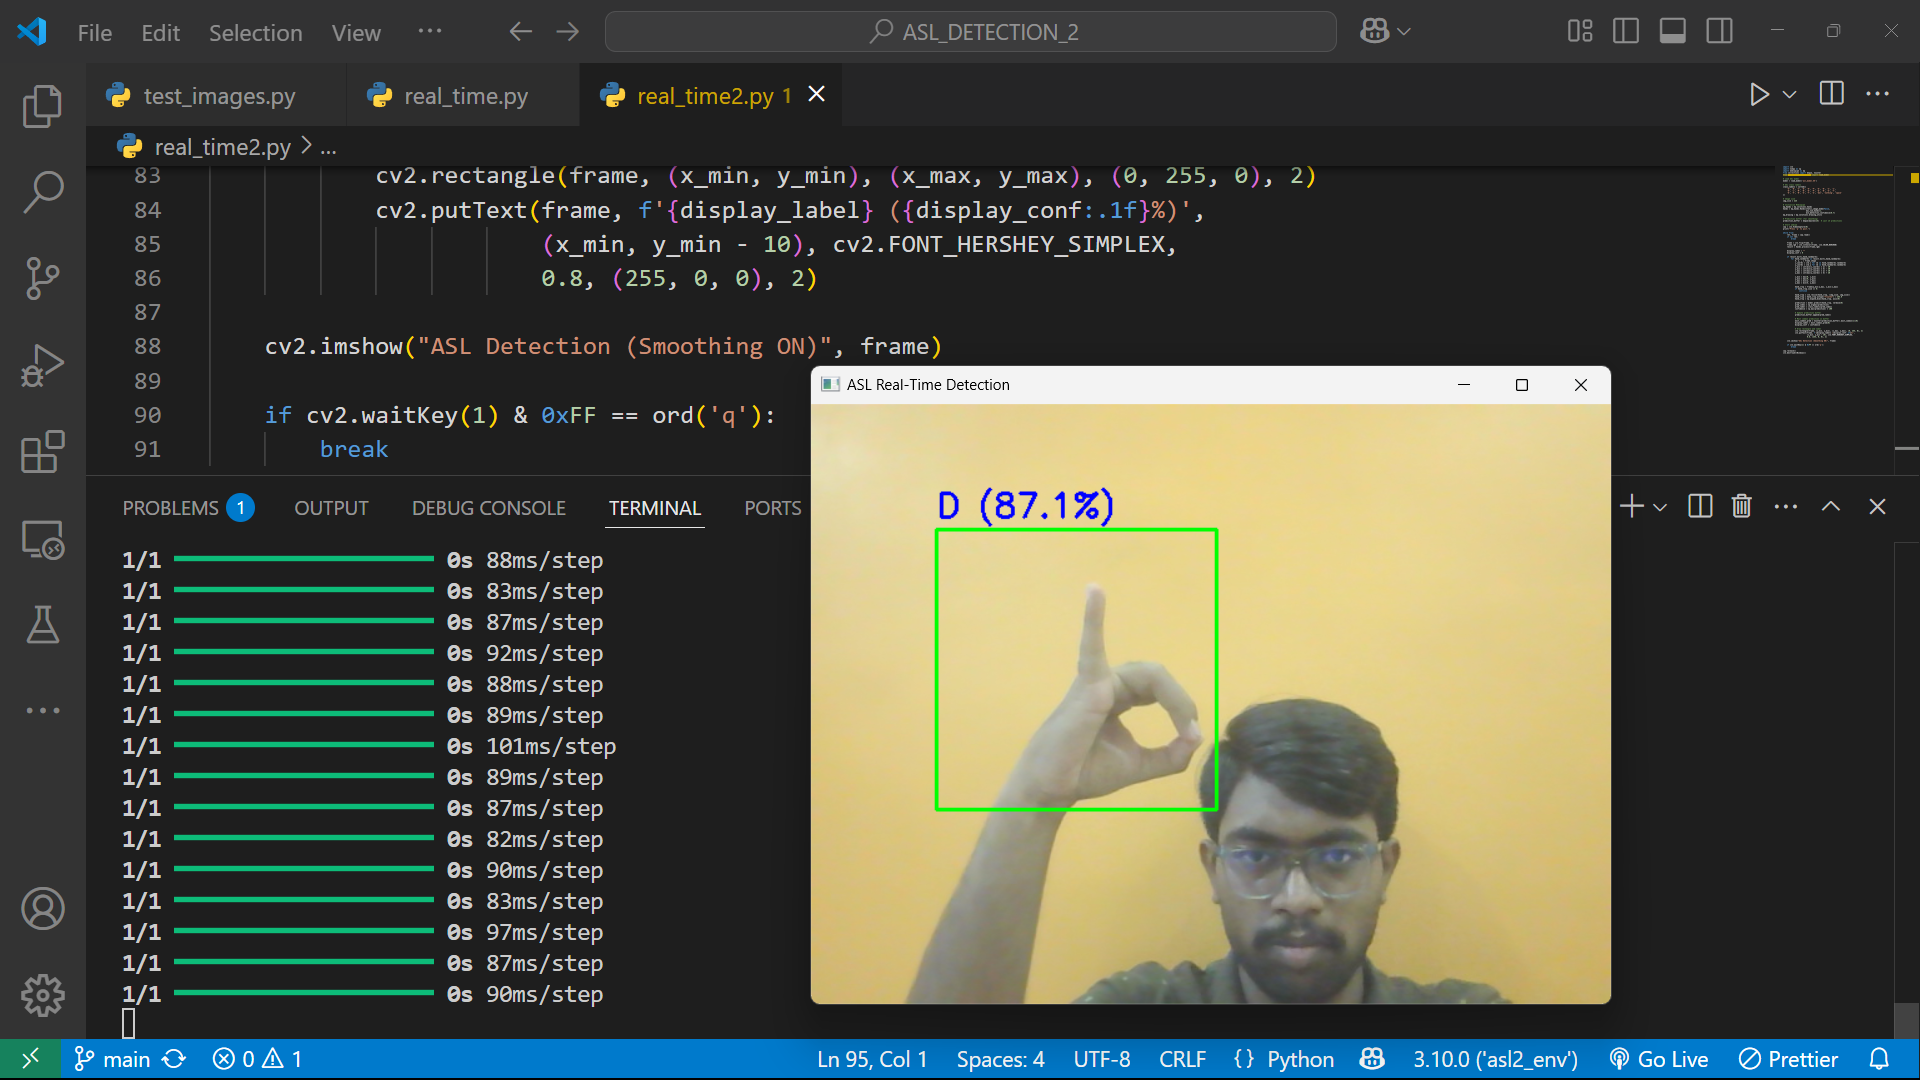 File Edit Selection View ··· ASL_DETECTION_2
test_images.py real_time.py real_time2.py 1
real_time2.py > ...
83 cv2.rectangle(frame, (x_min, y_min), (x_max, y_max), (0, 255, 0), 2)
84 cv2.putText(frame, f'{display_label} ({display_conf:.1f}%)',
85 (x_min, y_min - 10), cv2.FONT_HERSHEY_SIMPLEX,
86 0.8, (255, 0, 0), 2)
87
88 cv2.imshow("ASL Detection (Smoothing ON)", frame)
89
90 if cv2.waitKey(1) & 0xFF == ord('q'):
91 break
PROBLEMS 1 OUTPUT DEBUG CONSOLE TERMINAL PORTS
1/1 0s 88ms/step
1/1 0s 83ms/step
1/1 0s 87ms/step
1/1 0s 92ms/step
1/1 0s 88ms/step
1/1 0s 89ms/step
1/1 0s 101ms/step
1/1 0s 89ms/step
1/1 0s 87ms/step
1/1 0s 82ms/step
1/1 0s 90ms/step
1/1 0s 83ms/step
1/1 0s 97ms/step
1/1 0s 87ms/step
1/1 0s 90ms/step
ASL Real-Time Detection
D (87.1%)
main 0 1 Ln 95, Col 1 Spaces: 4 UTF-8 CRLF {} Python 3.10.0 ('asl2_env') Go Live Prettier